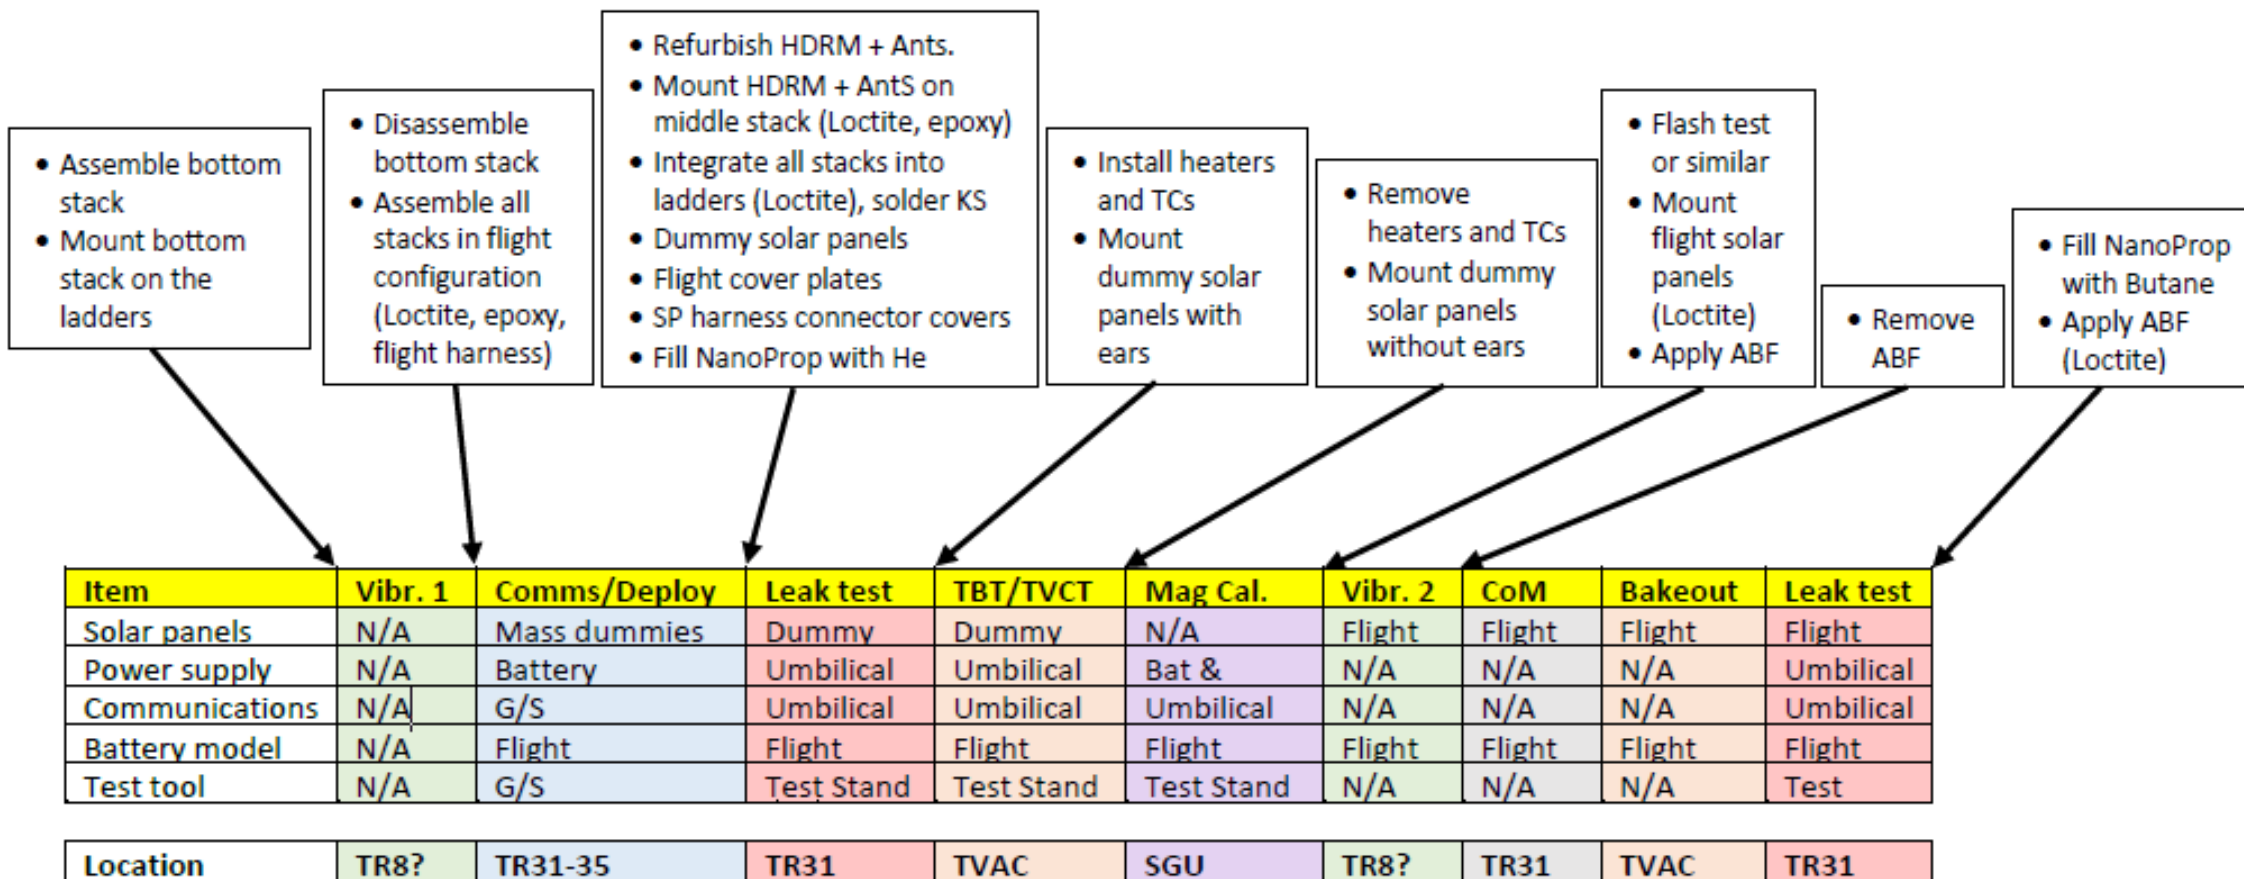 • Assemble bottom
stack
• Mount bottom
stack on the
ladders
• Disassemble
bottom stack
• Assemble all
stacks in flight
configuration
(Loctite, epoxy,
flight harness)
• Refurbish HDRM + Ants.
• Mount HDRM + AntS on
middle stack (Loctite, epoxy)
• Integrate all stacks into
ladders (Loctite), solder KS
• Dummy solar panels
• Flight cover plates
• SP harness connector covers
• Fill NanoProp with He
• Install heaters
and TCs
• Mount
dummy solar
panels with
ears
• Remove
heaters and TCs
• Mount dummy
solar panels
without ears
• Flash test
or similar
• Mount
flight solar
panels
(Loctite)
• Apply ABF
• Remove
ABF
• Fill NanoProp
with Butane
• Apply ABF
(Loctite)
Item Vibr. 1 Comms/Deploy Leak test TBT/TVCT Mag Cal. Vibr. 2 CoM Bakeout Leak test
Solar panels N/A Mass dummies Dummy Dummy N/A Flight Flight Flight Flight
Power supply N/A Battery Umbilical Umbilical Bat & N/A N/A N/A Umbilical
Communications N/A G/S Umbilical Umbilical Umbilical N/A N/A N/A Umbilical
Battery model N/A Flight Flight Flight Flight Flight Flight Flight Flight
Test tool N/A G/S Test Stand Test Stand Test Stand N/A N/A N/A Test
Location TR8? TR31-35 TR31 TVAC SGU TR8? TR31 TVAC TR31